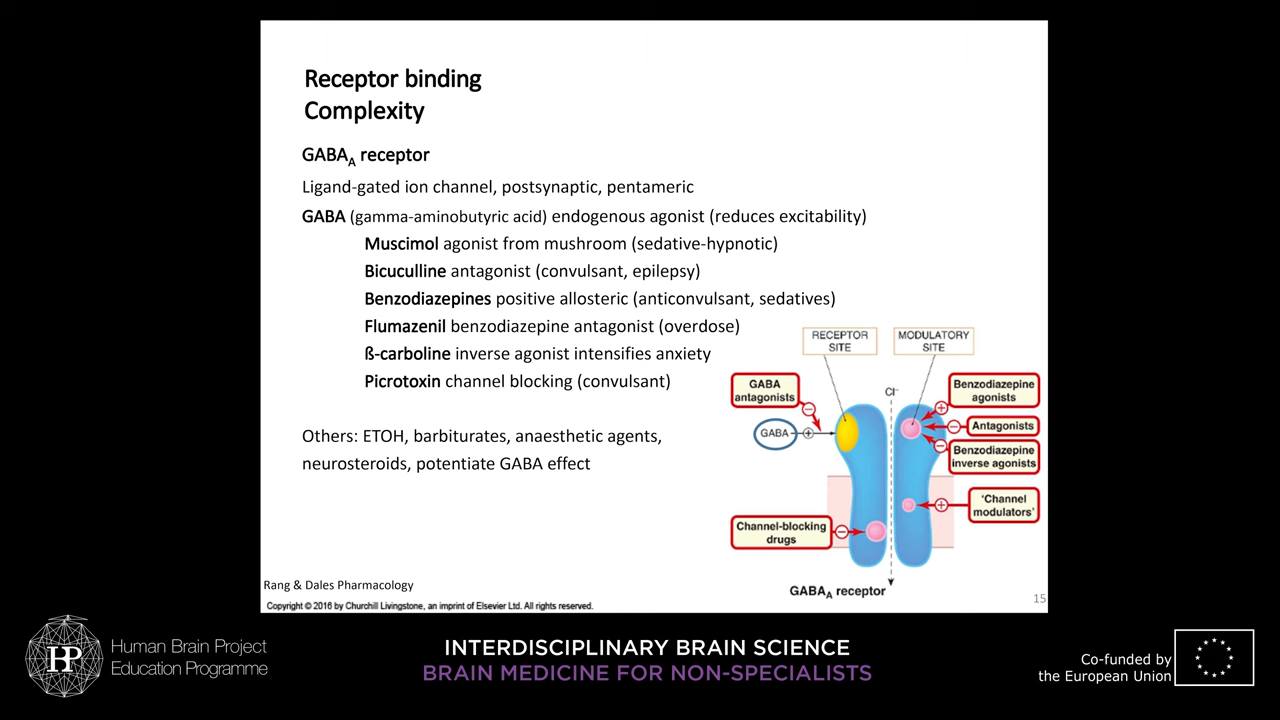 Receptor binding
Complexity
GABAA receptor
Ligand-gated ion channel, postsynaptic, pentameric
GABA (gamma-aminobutyric acid) endogenous agonist (reduces excitability)
Muscimol agonist from mushroom (sedative-hypnotic)
Bicuculline antagonist (convulsant, epilepsy)
Benzodiazepines positive allosteric (anticonvulsant, sedatives)
Flumazenil benzodiazepine antagonist (overdose)
ß-carboline inverse agonist intensifies anxiety
Picrotoxin channel blocking (convulsant)
Others: ETOH, barbiturates, anaesthetic agents,
neurosteroids, potentiate GABA effect
RECEPTOR
SITE
MODULATORY
SITE
GABA
antagonists
Cl⁻
Benzodiazepine
agonists
GABA
Antagonists
Benzodiazepine
inverse agonists
'Channel
modulators'
Channel-blocking
drugs
GABAA receptor
Rang & Dales Pharmacology
Copyright © 2016 by Churchill Livingstone, an imprint of Elsevier Ltd. All rights reserved.
15
HBP
Human Brain Project
Education Programme
INTERDISCIPLINARY BRAIN SCIENCE
BRAIN MEDICINE FOR NON-SPECIALISTS
Co-funded by
the European Union